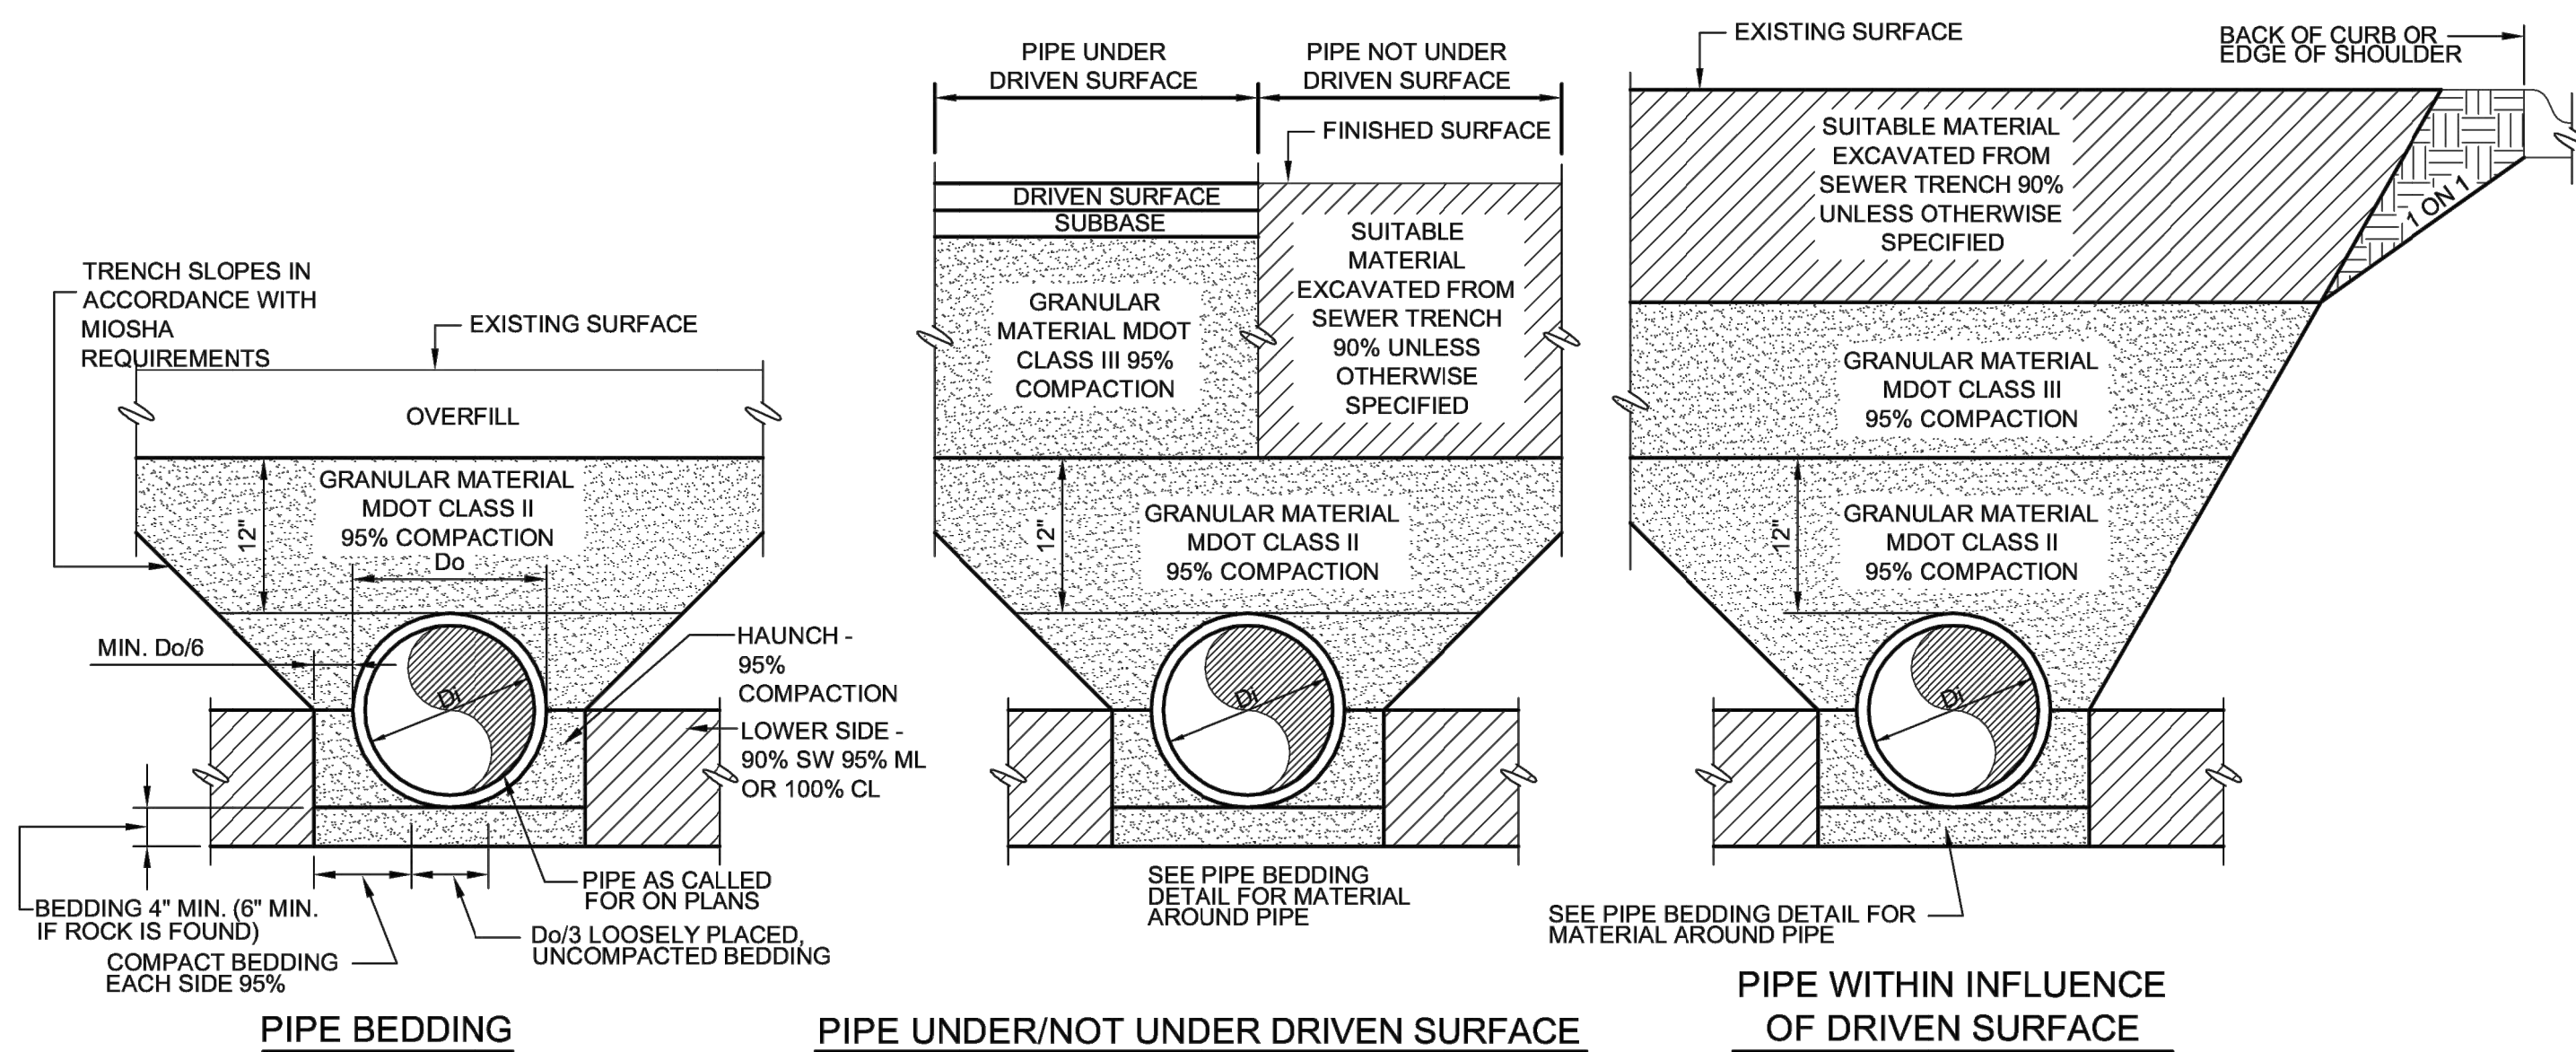 TRENCH SLOPES IN
ACCORDANCE WITH
MIOSHA
REQUIREMENTS
EXISTING SURFACE
OVERFILL
GRANULAR MATERIAL
MDOT CLASS II
95% COMPACTION
12"
Do
MIN. Do/6
Di
HAUNCH -
95%
COMPACTION
LOWER SIDE -
90% SW 95% ML
OR 100% CL
BEDDING 4" MIN. (6" MIN.
IF ROCK IS FOUND)
COMPACT BEDDING
EACH SIDE 95%
PIPE AS CALLED
FOR ON PLANS
Do/3 LOOSELY PLACED,
UNCOMPACTED BEDDING
PIPE BEDDING
PIPE UNDER
DRIVEN SURFACE
PIPE NOT UNDER
DRIVEN SURFACE
FINISHED SURFACE
DRIVEN SURFACE
SUBBASE
GRANULAR
MATERIAL MDOT
CLASS III 95%
COMPACTION
SUITABLE
MATERIAL
EXCAVATED FROM
SEWER TRENCH
90% UNLESS
OTHERWISE
SPECIFIED
12"
GRANULAR MATERIAL
MDOT CLASS II
95% COMPACTION
Di
SEE PIPE BEDDING
DETAIL FOR MATERIAL
AROUND PIPE
PIPE UNDER/NOT UNDER DRIVEN SURFACE
EXISTING SURFACE
BACK OF CURB OR
EDGE OF SHOULDER
SUITABLE MATERIAL
EXCAVATED FROM
SEWER TRENCH 90%
UNLESS OTHERWISE
SPECIFIED
1 ON 1
GRANULAR MATERIAL
MDOT CLASS III
95% COMPACTION
12"
GRANULAR MATERIAL
MDOT CLASS II
95% COMPACTION
Di
SEE PIPE BEDDING DETAIL FOR
MATERIAL AROUND PIPE
PIPE WITHIN INFLUENCE
OF DRIVEN SURFACE